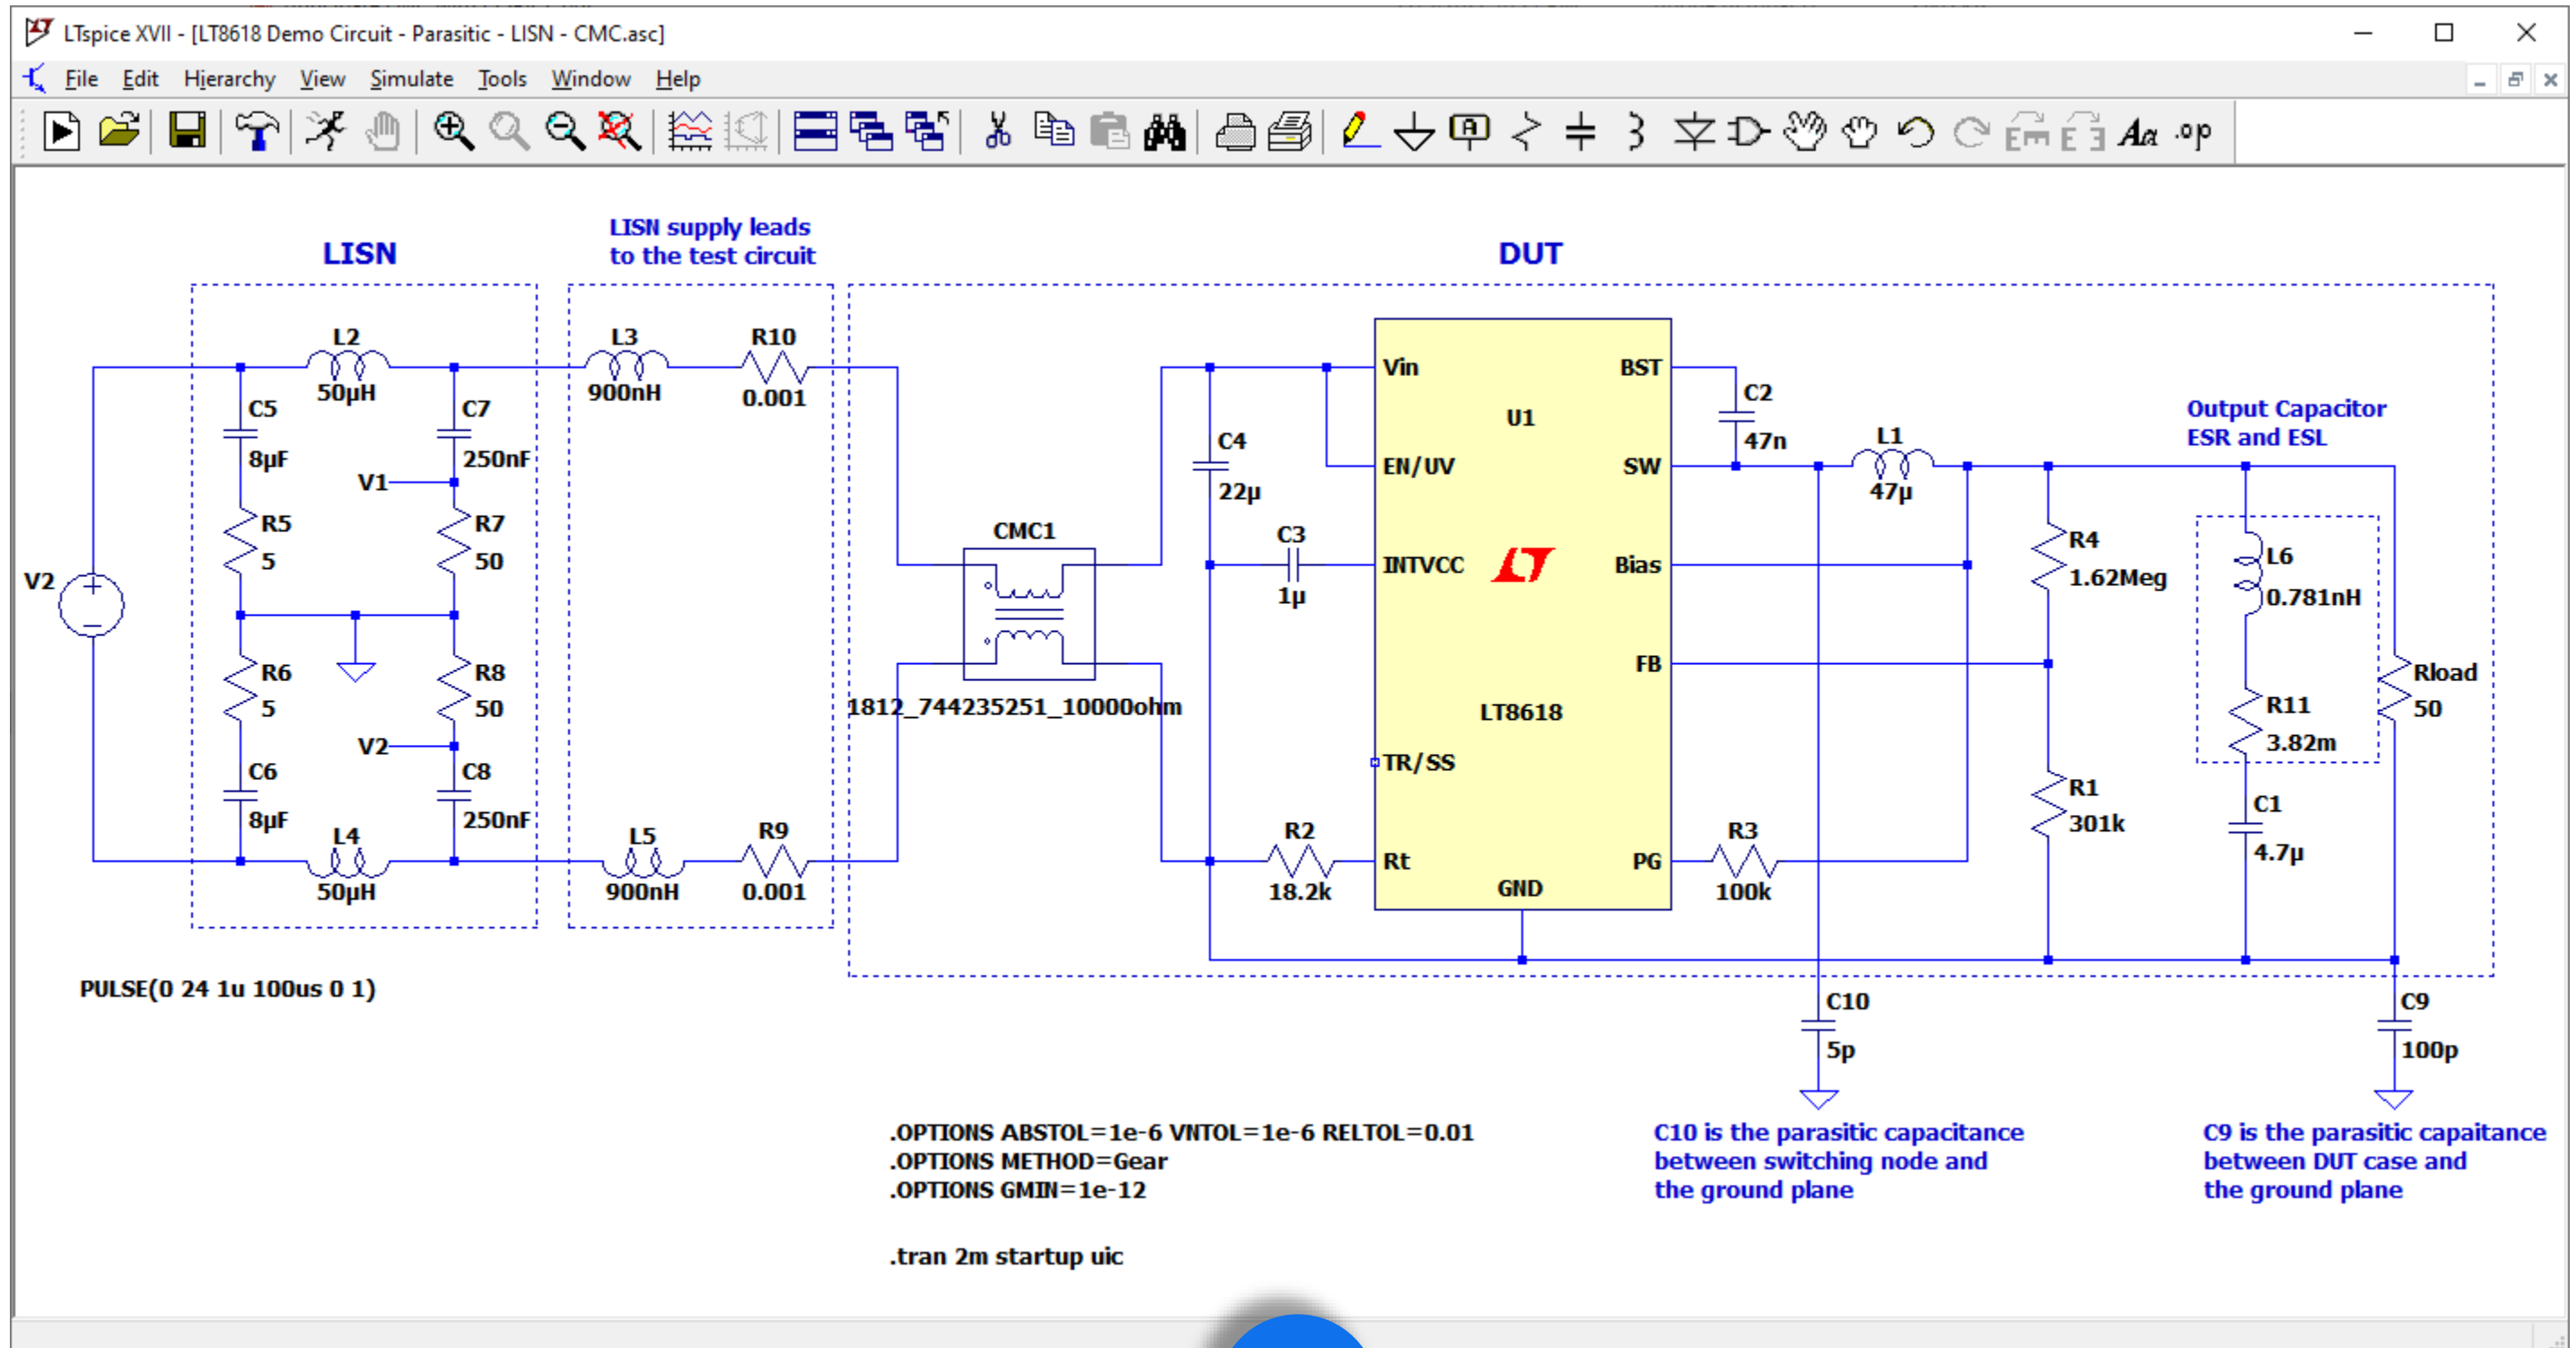 LTspice XVII - [LT8618 Demo Circuit - Parasitic - LISN - CMC.asc]
File Edit Hierarchy View Simulate Tools Window Help
A
Aa .op
LISN
LISN supply leads
to the test circuit
DUT
L2
50µH
C5
8µF
C7
250nF
V1
R5
5
R7
50
V2
R6
5
R8
50
V2
C6
8µF
C8
250nF
L4
50µH
PULSE(0 24 1u 100us 0 1)
L3
900nH
R10
0.001
L5
900nH
R9
0.001
CMC1
1812_744235251_10000ohm
C4
22µ
C3
1µ
R2
18.2k
Vin
BST
U1
EN/UV
SW
INTVCC
Bias
FB
LT8618
TR/SS
Rt
PG
GND
C2
47n
L1
47µ
R3
100k
R4
1.62Meg
R1
301k
Output Capacitor
ESR and ESL
L6
0.781nH
R11
3.82m
C1
4.7µ
Rload
50
C10
5p
C9
100p
.OPTIONS ABSTOL=1e-6 VNTOL=1e-6 RELTOL=0.01
.OPTIONS METHOD=Gear
.OPTIONS GMIN=1e-12
.tran 2m startup uic
C10 is the parasitic capacitance
between switching node and
the ground plane
C9 is the parasitic capaitance
between DUT case and
the ground plane